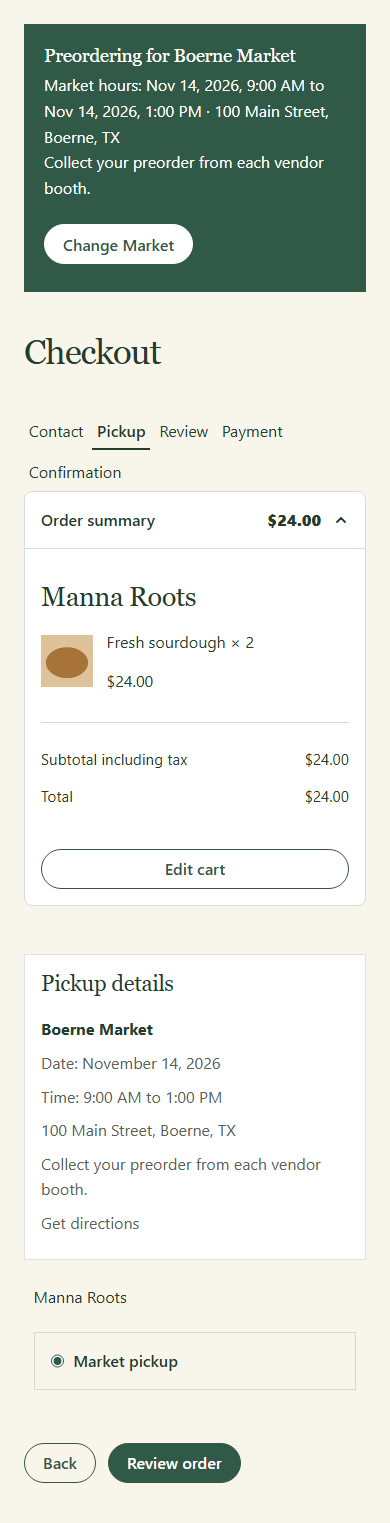 Preordering for Boerne Market
Market hours: Nov 14, 2026, 9:00 AM to
Nov 14, 2026, 1:00 PM · 100 Main Street,
Boerne, TX
Collect your preorder from each vendor
booth.
Change Market
Checkout
Contact Pickup Review Payment
Confirmation
Order summary $24.00
Manna Roots
Fresh sourdough × 2
$24.00
Subtotal including tax $24.00
Total $24.00
Edit cart
Pickup details
Boerne Market
Date: November 14, 2026
Time: 9:00 AM to 1:00 PM
100 Main Street, Boerne, TX
Collect your preorder from each vendor
booth.
Get directions
Manna Roots
Market pickup
Back Review order